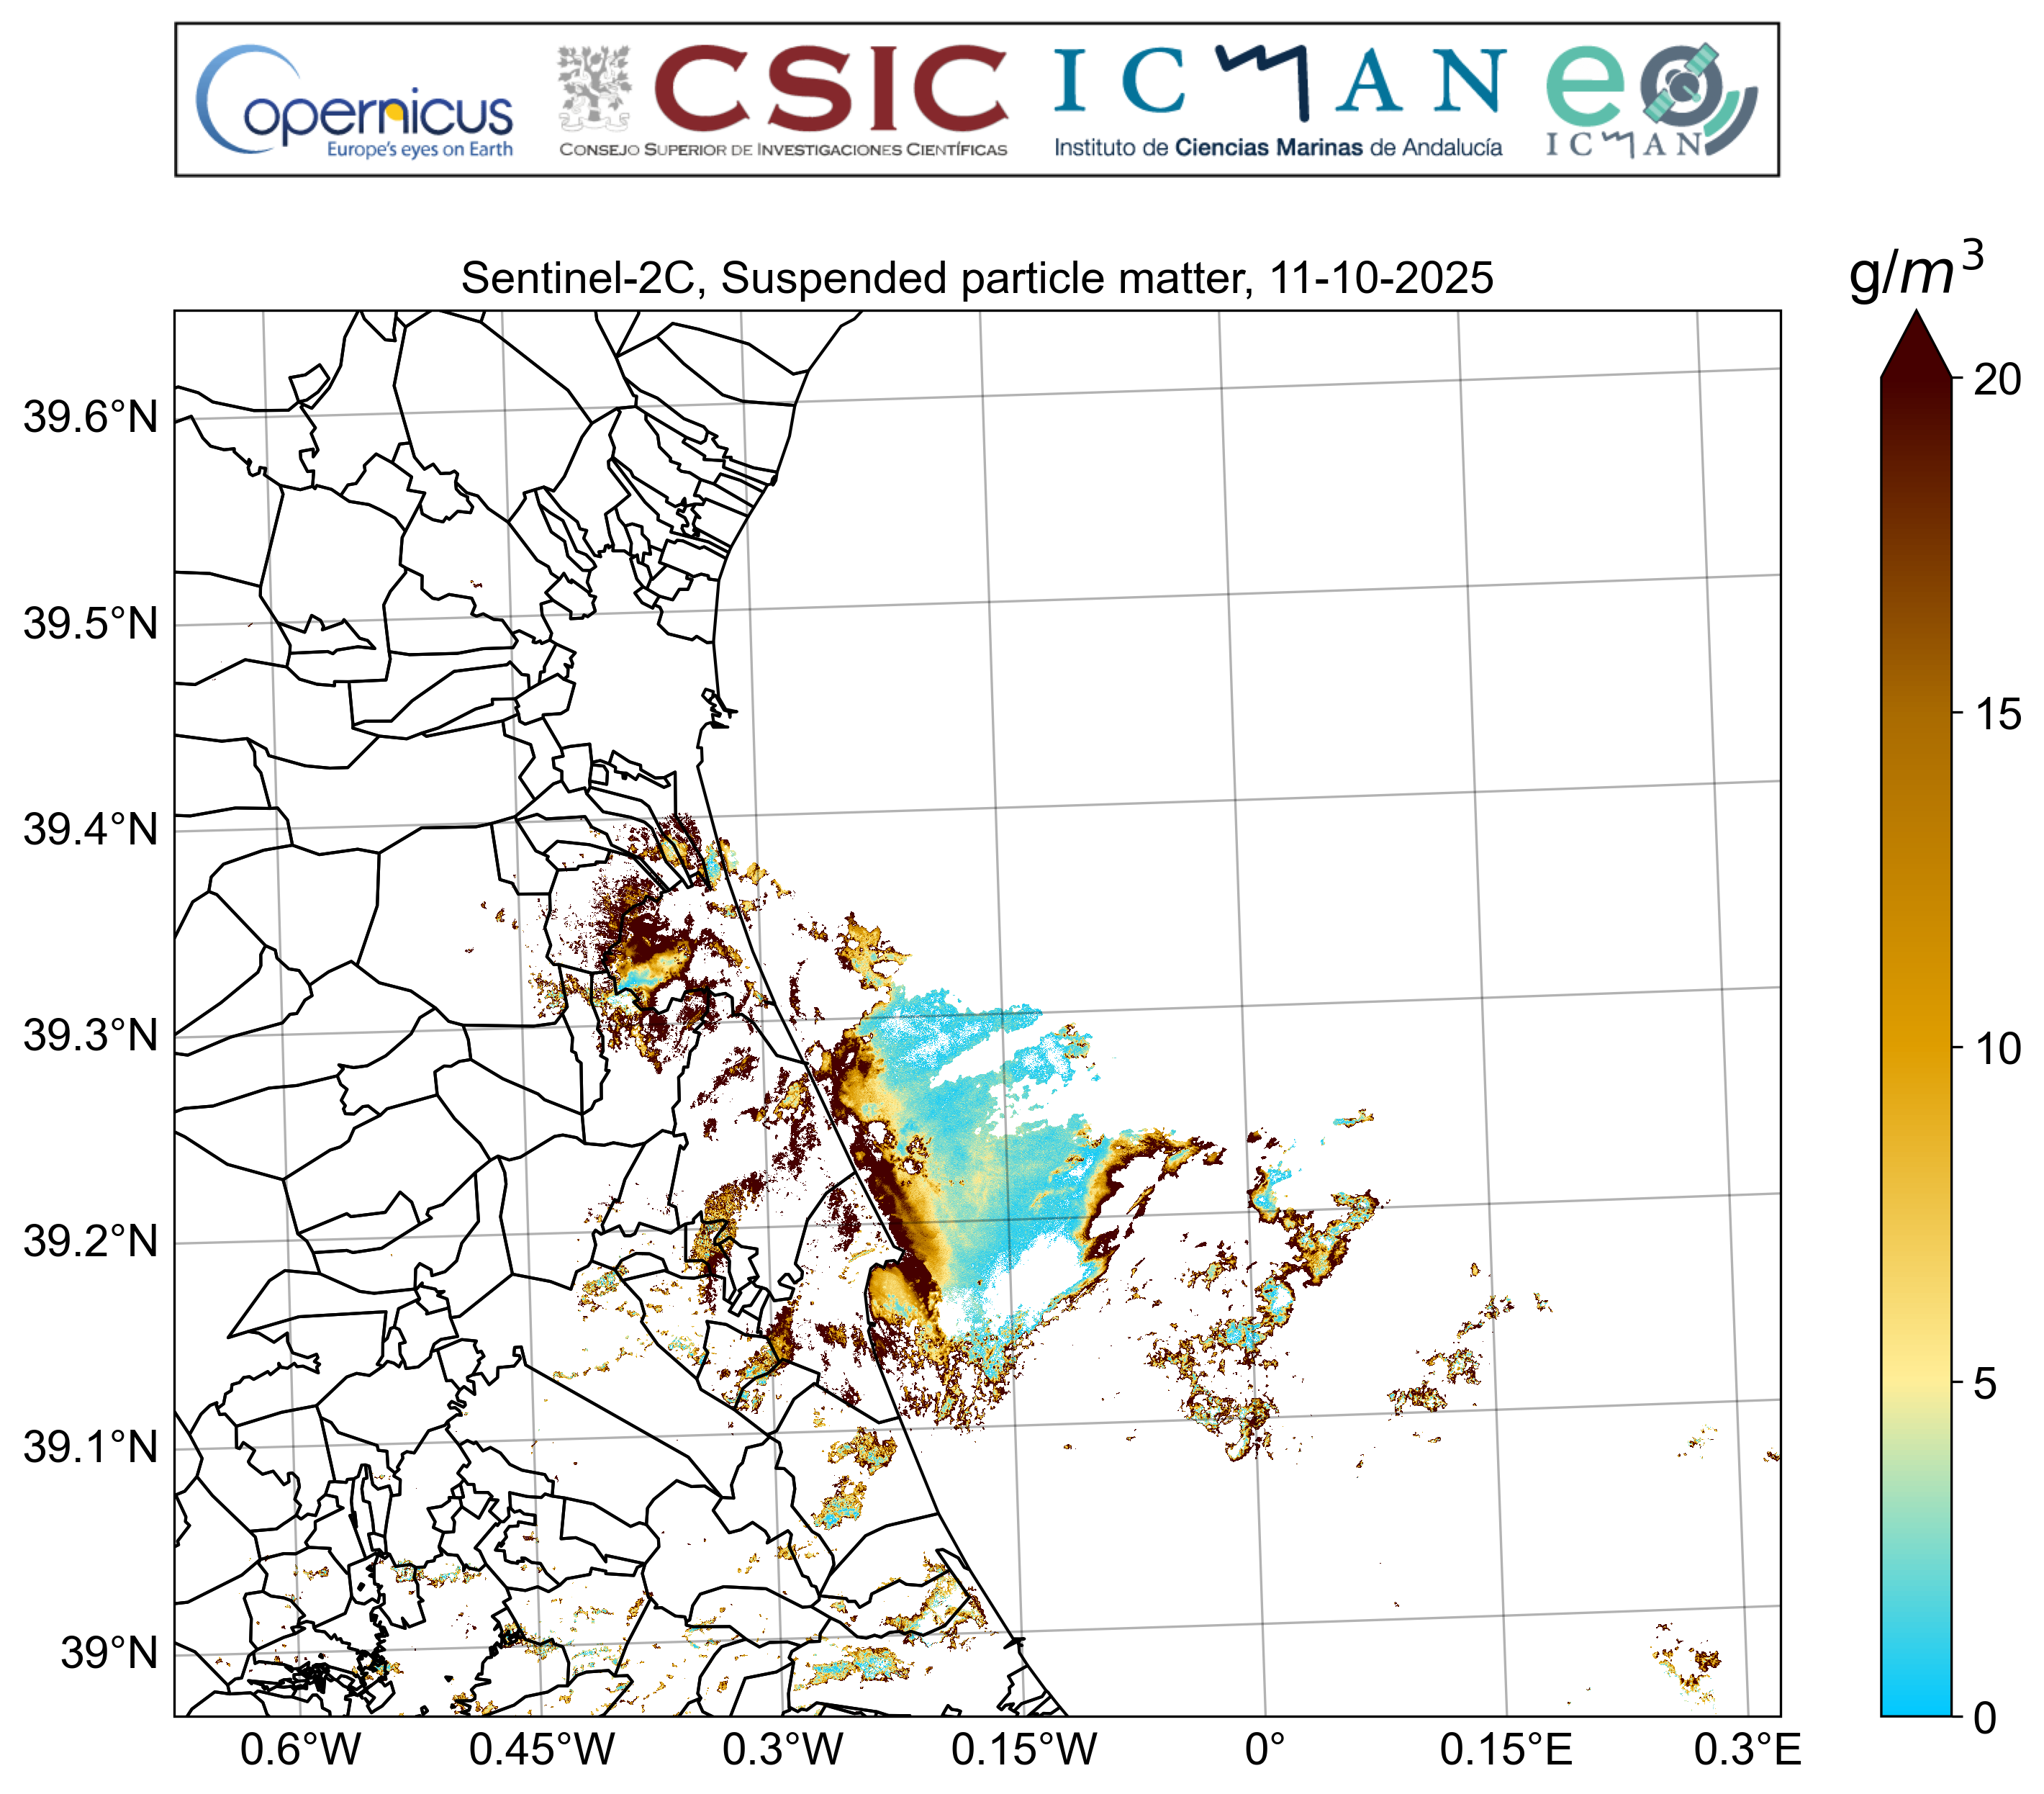 Copernicus
Europe's eyes on Earth
CSIC
CONSEJO SUPERIOR DE INVESTIGACIONES CIENTÍFICAS
ICMAN
Instituto de Ciencias Marinas de Andalucía
eo
ICMAN
Sentinel-2C, Suspended particle matter, 11-10-2025
g/m³
39.6°N
39.5°N
39.4°N
39.3°N
39.2°N
39.1°N
39°N
0.6°W
0.45°W
0.3°W
0.15°W
0°
0.15°E
0.3°E
20
15
10
5
0